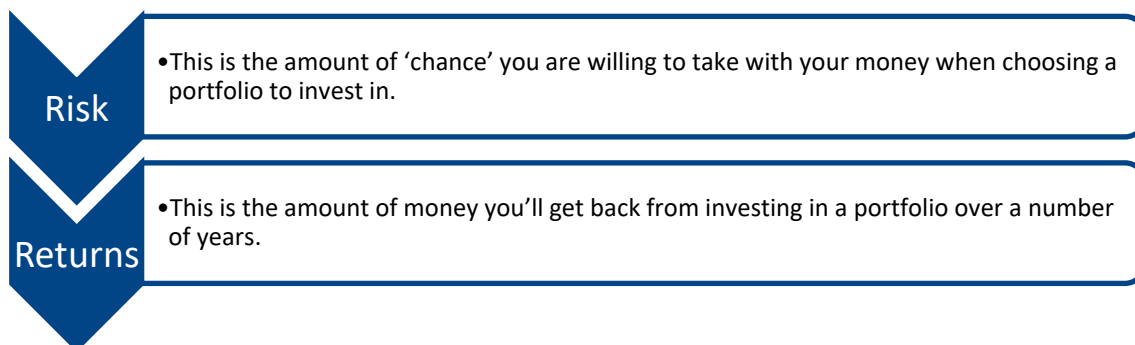 Risk
•This is the amount of ‘chance’ you are willing to take with your money when choosing a
portfolio to invest in.
Returns
•This is the amount of money you’ll get back from investing in a portfolio over a number
of years.